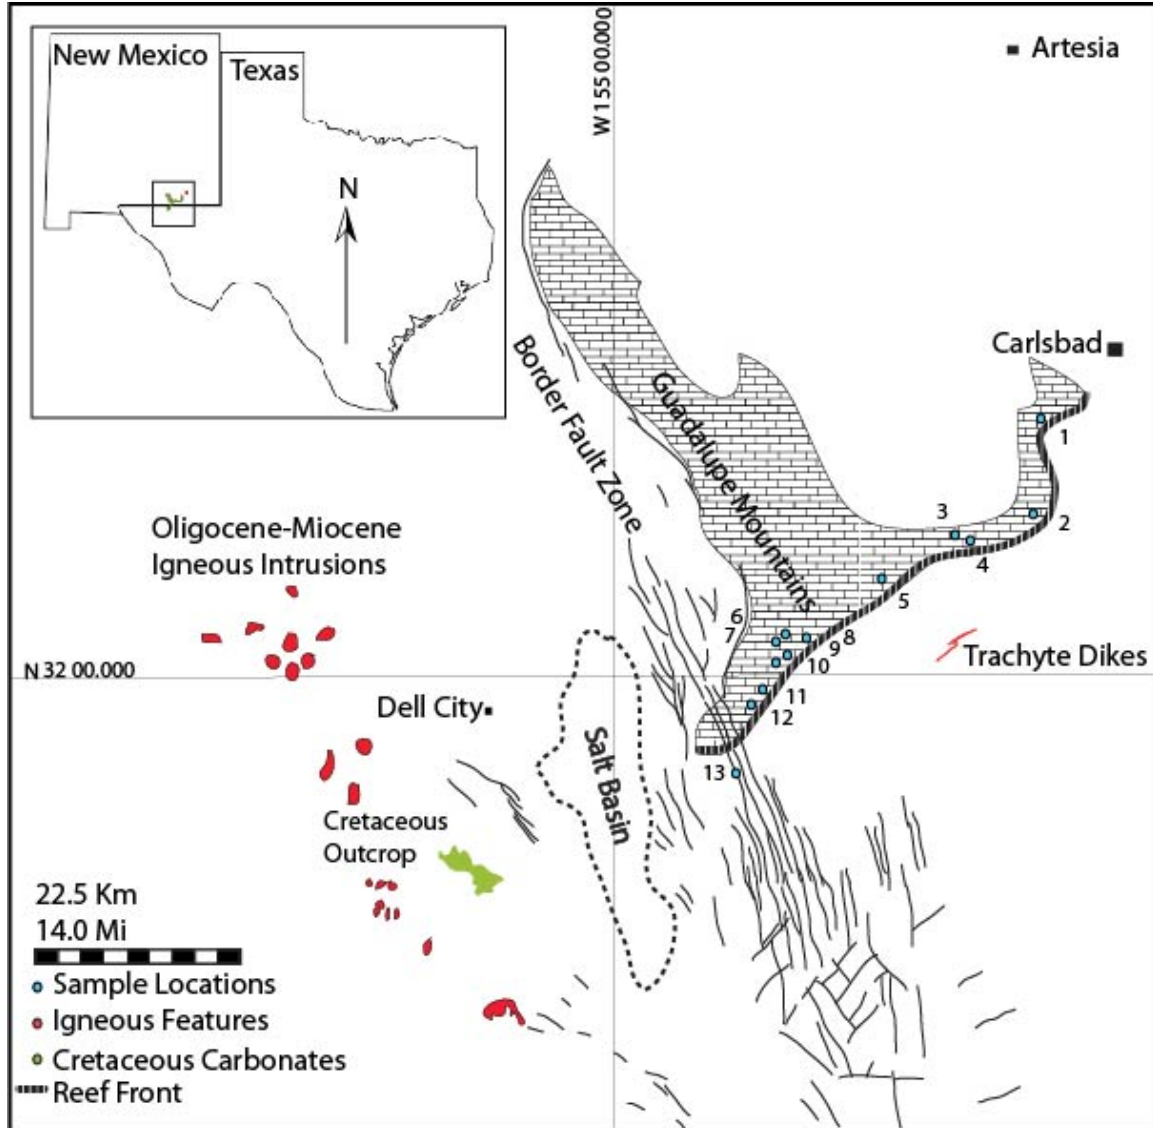 New Mexico
Texas
N
W 155 00.000
Artesia
Carlsbad
Border Fault Zone
Guadalupe Mountains
1
2
3
4
5
6
7
8
9
10
11
12
13
Oligocene-Miocene
Igneous Intrusions
Trachyte Dikes
N 32 00.000
Dell City
Salt Basin
Cretaceous
Outcrop
22.5 Km
14.0 Mi
Sample Locations
Igneous Features
Cretaceous Carbonates
Reef Front